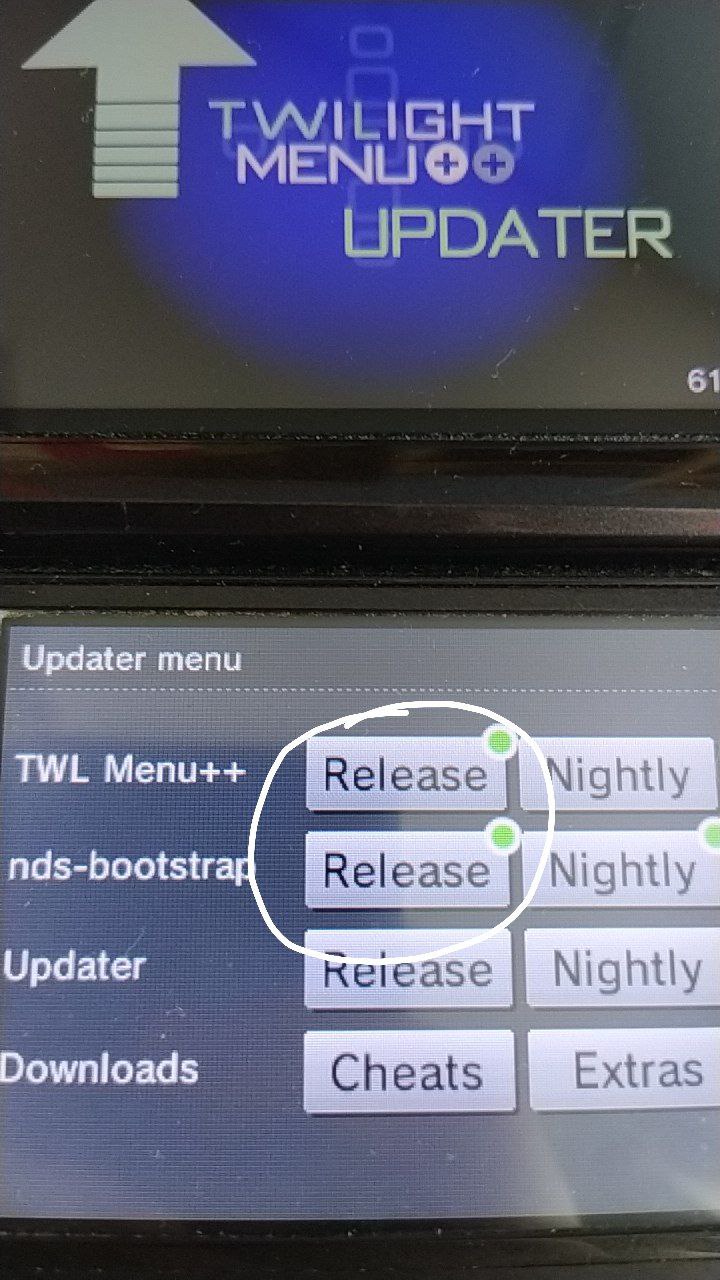 TWILIGHT
MENU++
UPDATER
61
Updater menu
TWL Menu++ Release Nightly
nds-bootstrap Release Nightly
Updater Release Nightly
Downloads Cheats Extras